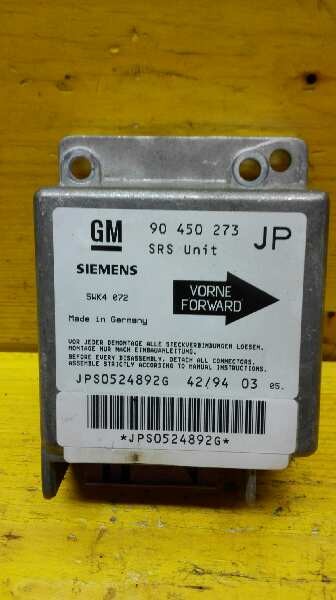 GM 90 450 273 JP
SRS Unit
SIEMENS
5WK4 072
VORNE
FORWARD
Made in Germany
VOR JEDER DEMONTAGE ALLE STECKVERBINDUNGEN LOESEN.
MONTAGE NUR NACH EINBAUANLEITUNG.
BEFORE EVERY DISASSEMBLY, DETACH ALL CONNECTORS.
ASSEMBLE STRICTLY ACCORDING TO MANUAL INSTRUCTIONS.
JPS0524892G 42/94 03 05.
*JPS0524892G*